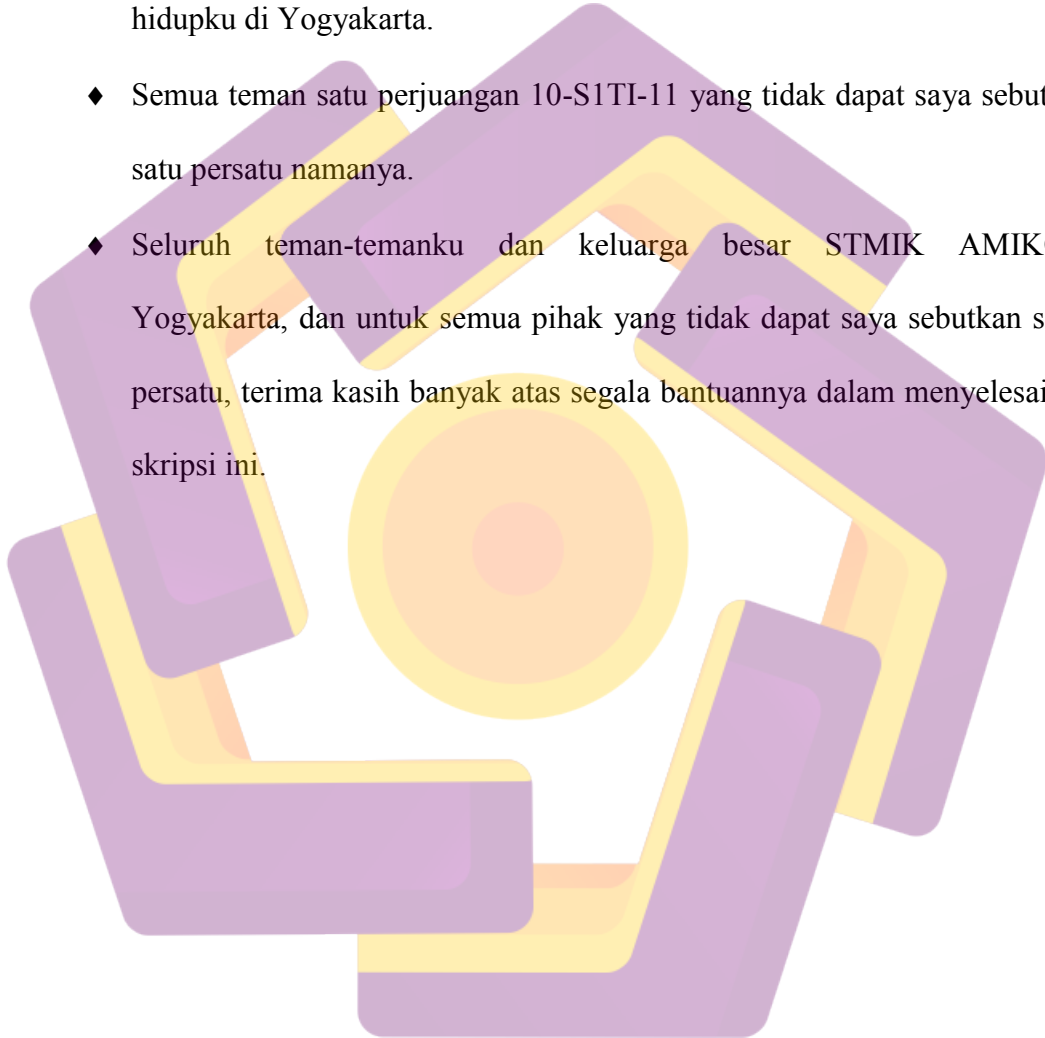 hidupku di Yogyakarta.
♦ Semua teman satu perjuangan 10-S1TI-11 yang tidak dapat saya sebut
satu persatu namanya.
♦ Seluruh teman-temanku dan keluarga besar STMIK AMIK
Yogyakarta, dan untuk semua pihak yang tidak dapat saya sebutkan s
persatu, terima kasih banyak atas segala bantuannya dalam menyelesai
skripsi ini.